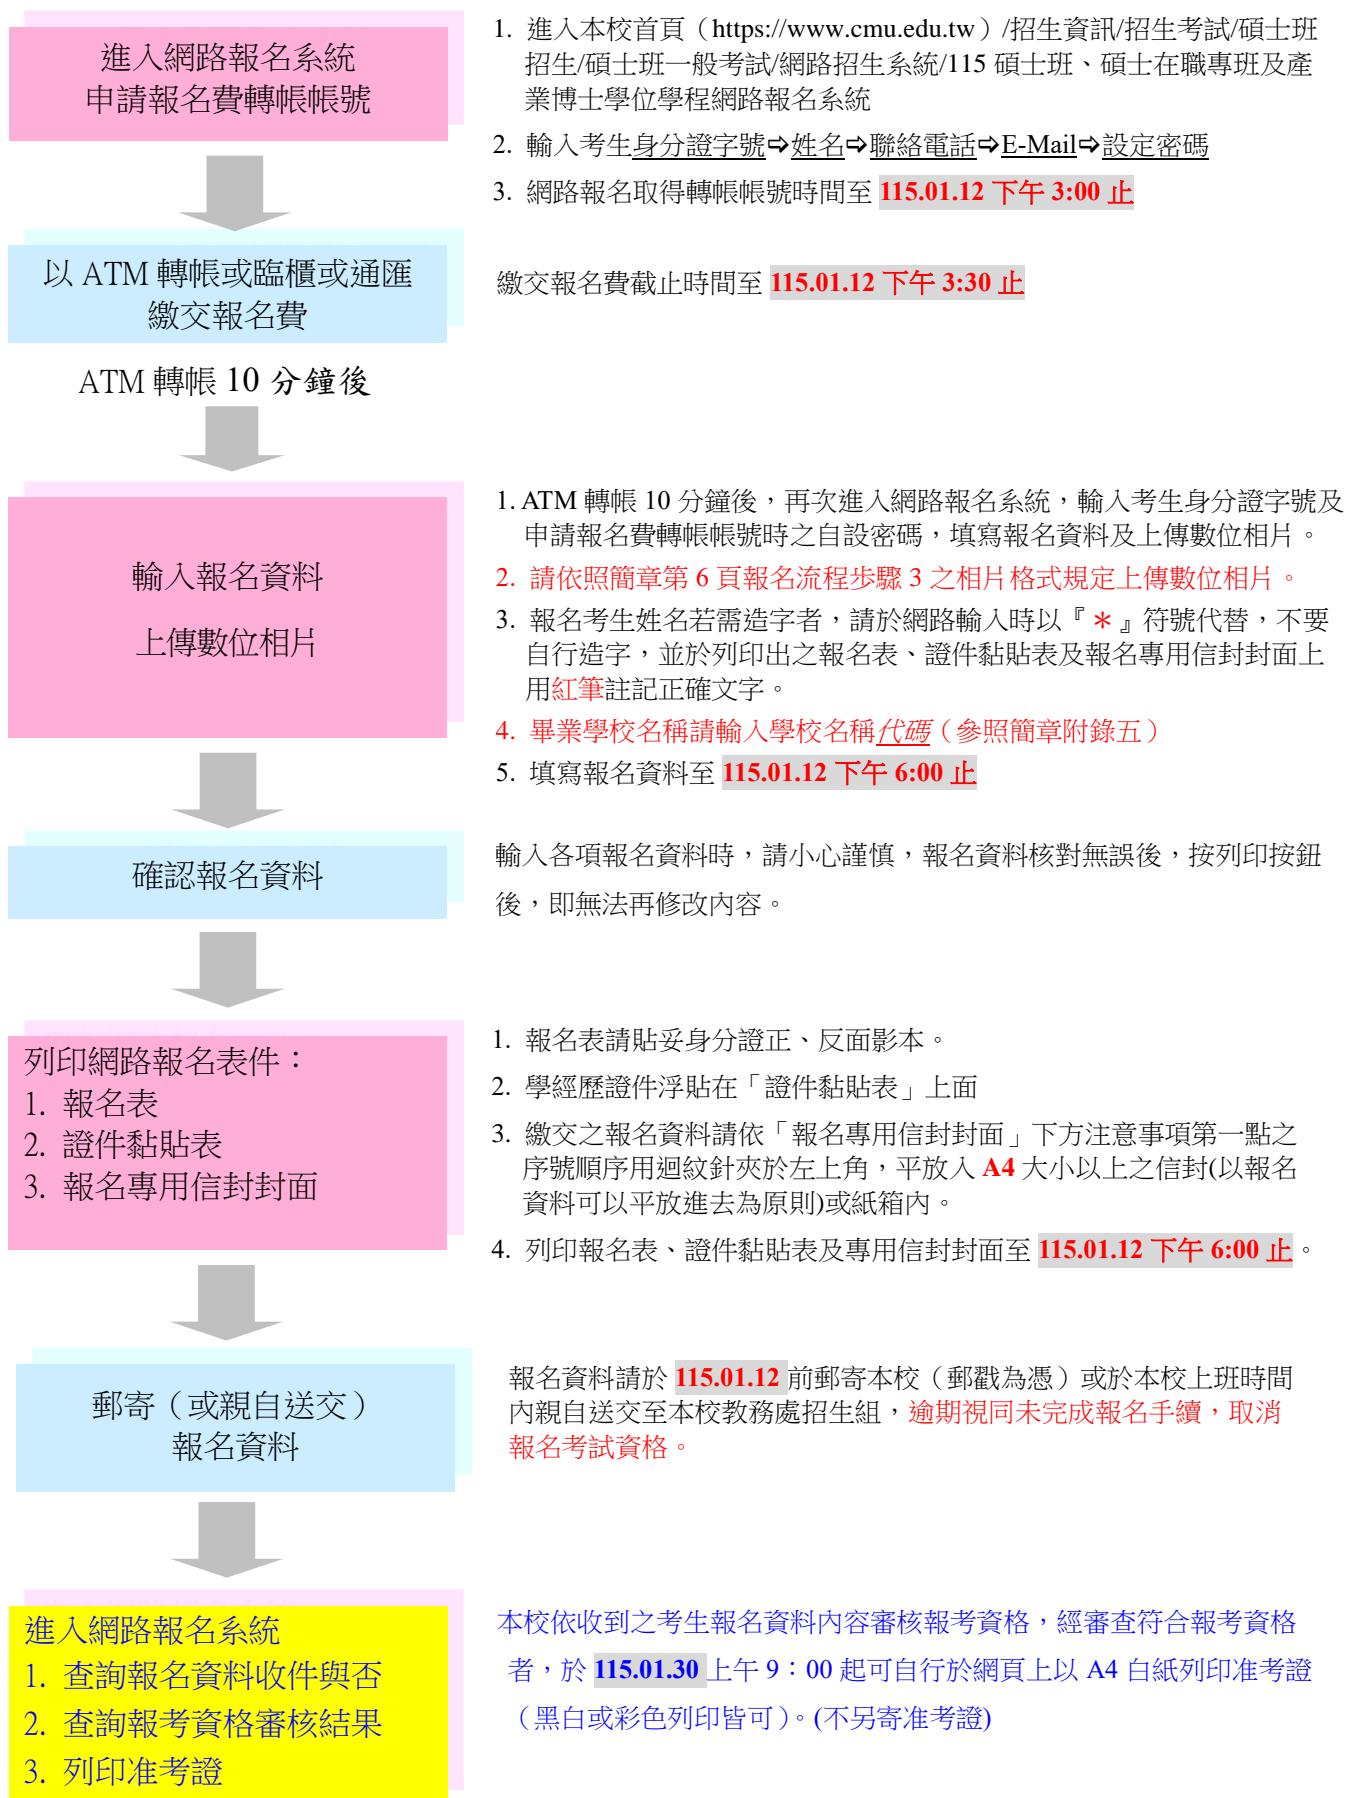 進入網路報名系統
申請報名費轉帳帳號
1. 進入本校首頁（https://www.cmu.edu.tw）/招生資訊/招生考試/碩士班
招生/碩士班一般考試/網路招生系統/115 碩士班、碩士在職專班及產
業博士學位學程網路報名系統
2. 輸入考生身分證字號⇨姓名⇨聯絡電話⇨E-Mail⇨設定密碼
3. 網路報名取得轉帳帳號時間至 115.01.12 下午 3:00 止
以 ATM 轉帳或臨櫃或通匯
繳交報名費
繳交報名費截止時間至 115.01.12 下午 3:30 止
ATM 轉帳 10 分鐘後
輸入報名資料
上傳數位相片
1. ATM 轉帳 10 分鐘後，再次進入網路報名系統，輸入考生身分證字號及
申請報名費轉帳帳號時之自設密碼，填寫報名資料及上傳數位相片。
2. 請依照簡章第 6 頁報名流程步驟 3 之相片格式規定上傳數位相片。
3. 報名考生姓名若需造字者，請於網路輸入時以『＊』符號代替，不要
自行造字，並於列印出之報名表、證件黏貼表及報名專用信封封面上
用紅筆註記正確文字。
4. 畢業學校名稱請輸入學校名稱代碼（參照簡章附錄五）
5. 填寫報名資料至 115.01.12 下午 6:00 止
確認報名資料
輸入各項報名資料時，請小心謹慎，報名資料核對無誤後，按列印按鈕
後，即無法再修改內容。
列印網路報名表件：
1. 報名表
2. 證件黏貼表
3. 報名專用信封封面
1. 報名表請貼妥身分證正、反面影本。
2. 學經歷證件浮貼在「證件黏貼表」上面
3. 繳交之報名資料請依「報名專用信封封面」下方注意事項第一點之
序號順序用迴紋針夾於左上角，平放入 A4 大小以上之信封(以報名
資料可以平放進去為原則)或紙箱內。
4. 列印報名表、證件黏貼表及專用信封封面至 115.01.12 下午 6:00 止。
郵寄（或親自送交）
報名資料
報名資料請於 115.01.12 前郵寄本校（郵戳為憑）或於本校上班時間
內親自送交至本校教務處招生組，逾期視同未完成報名手續，取消
報名考試資格。
進入網路報名系統
1. 查詢報名資料收件與否
2. 查詢報考資格審核結果
3. 列印准考證
本校依收到之考生報名資料內容審核報考資格，經審查符合報考資格
者，於 115.01.30 上午 9：00 起可自行於網頁上以 A4 白紙列印准考證
（黑白或彩色列印皆可）。(不另寄准考證)